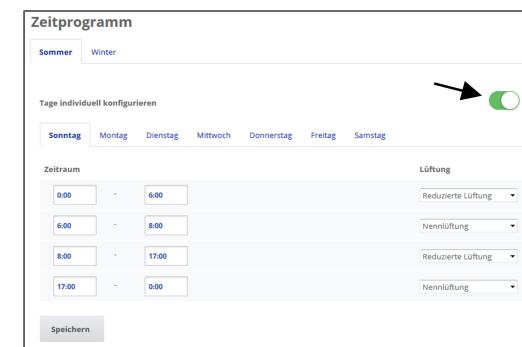 Zeitprogramm
Sommer Winter
Tage individuell konfigurieren
Sonntag Montag Dienstag Mittwoch Donnerstag Freitag Samstag
Zeitraum Lüftung
0:00 - 6:00 Reduzierte Lüftung
6:00 - 8:00 Nennlüftung
8:00 - 17:00 Reduzierte Lüftung
17:00 - 0:00 Nennlüftung
Speichern